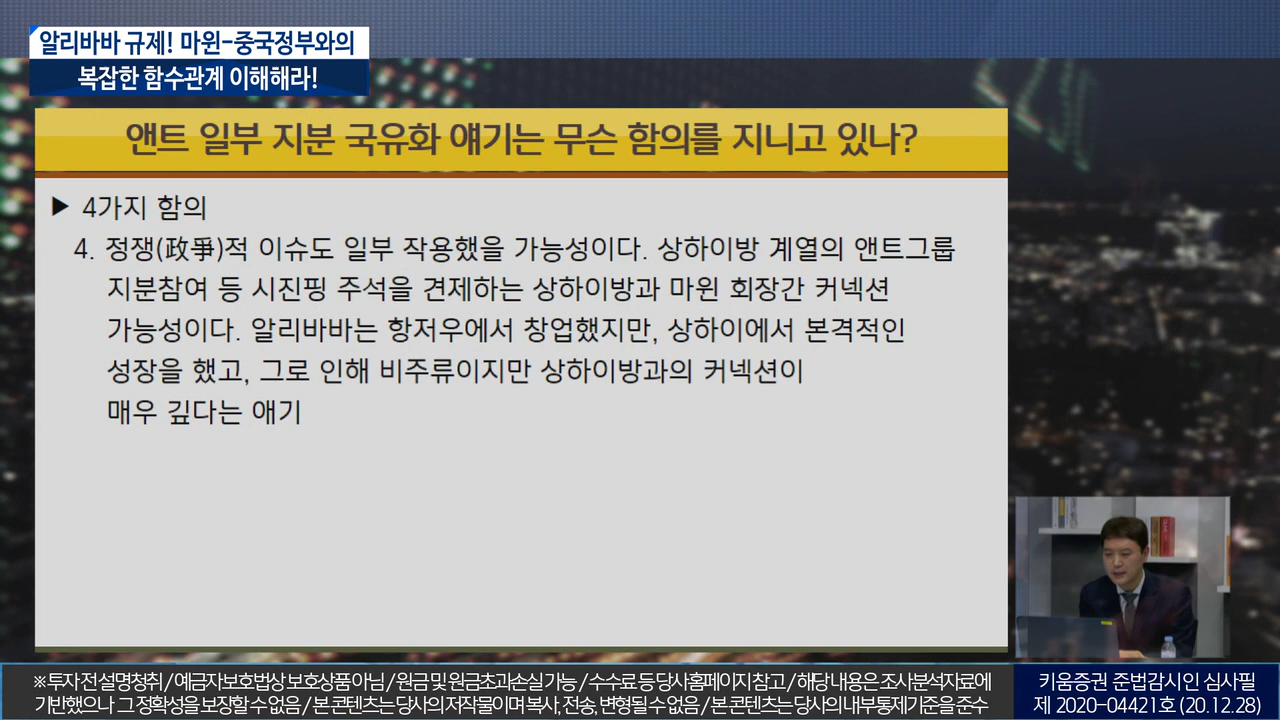 알리바바 규제! 마윈-중국정부와의
복잡한 함수관계 이해해라!
앤트 일부 지분 국유화 얘기는 무슨 함의를 지니고 있나?
▶ 4가지 함의
4. 정쟁(政爭)적 이슈도 일부 작용했을 가능성이다. 상하이방 계열의 앤트그룹
지분참여 등 시진핑 주석을 견제하는 상하이방과 마윈 회장간 커넥션
가능성이다. 알리바바는 항저우에서 창업했지만, 상하이에서 본격적인
성장을 했고, 그로 인해 비주류이지만 상하이방과의 커넥션이
매우 깊다는 얘기
※ 투자 전 설명청취 / 예금자보호법상 보호상품 아님 / 원금 및 원금초과손실 가능 / 수수료 등 당사 홈페이지 참고 / 해당 내용은 조사분석자료에
기반했으나 그 정확성을 보장할 수 없음 / 본 콘텐츠는 당사의 저작물이며 복사, 전송, 변형될 수 없음 / 본 콘텐츠는 당사의 내부통제기준을 준수
키움증권 준법감시인 심사필
제 2020-04421호 (20.12.28)